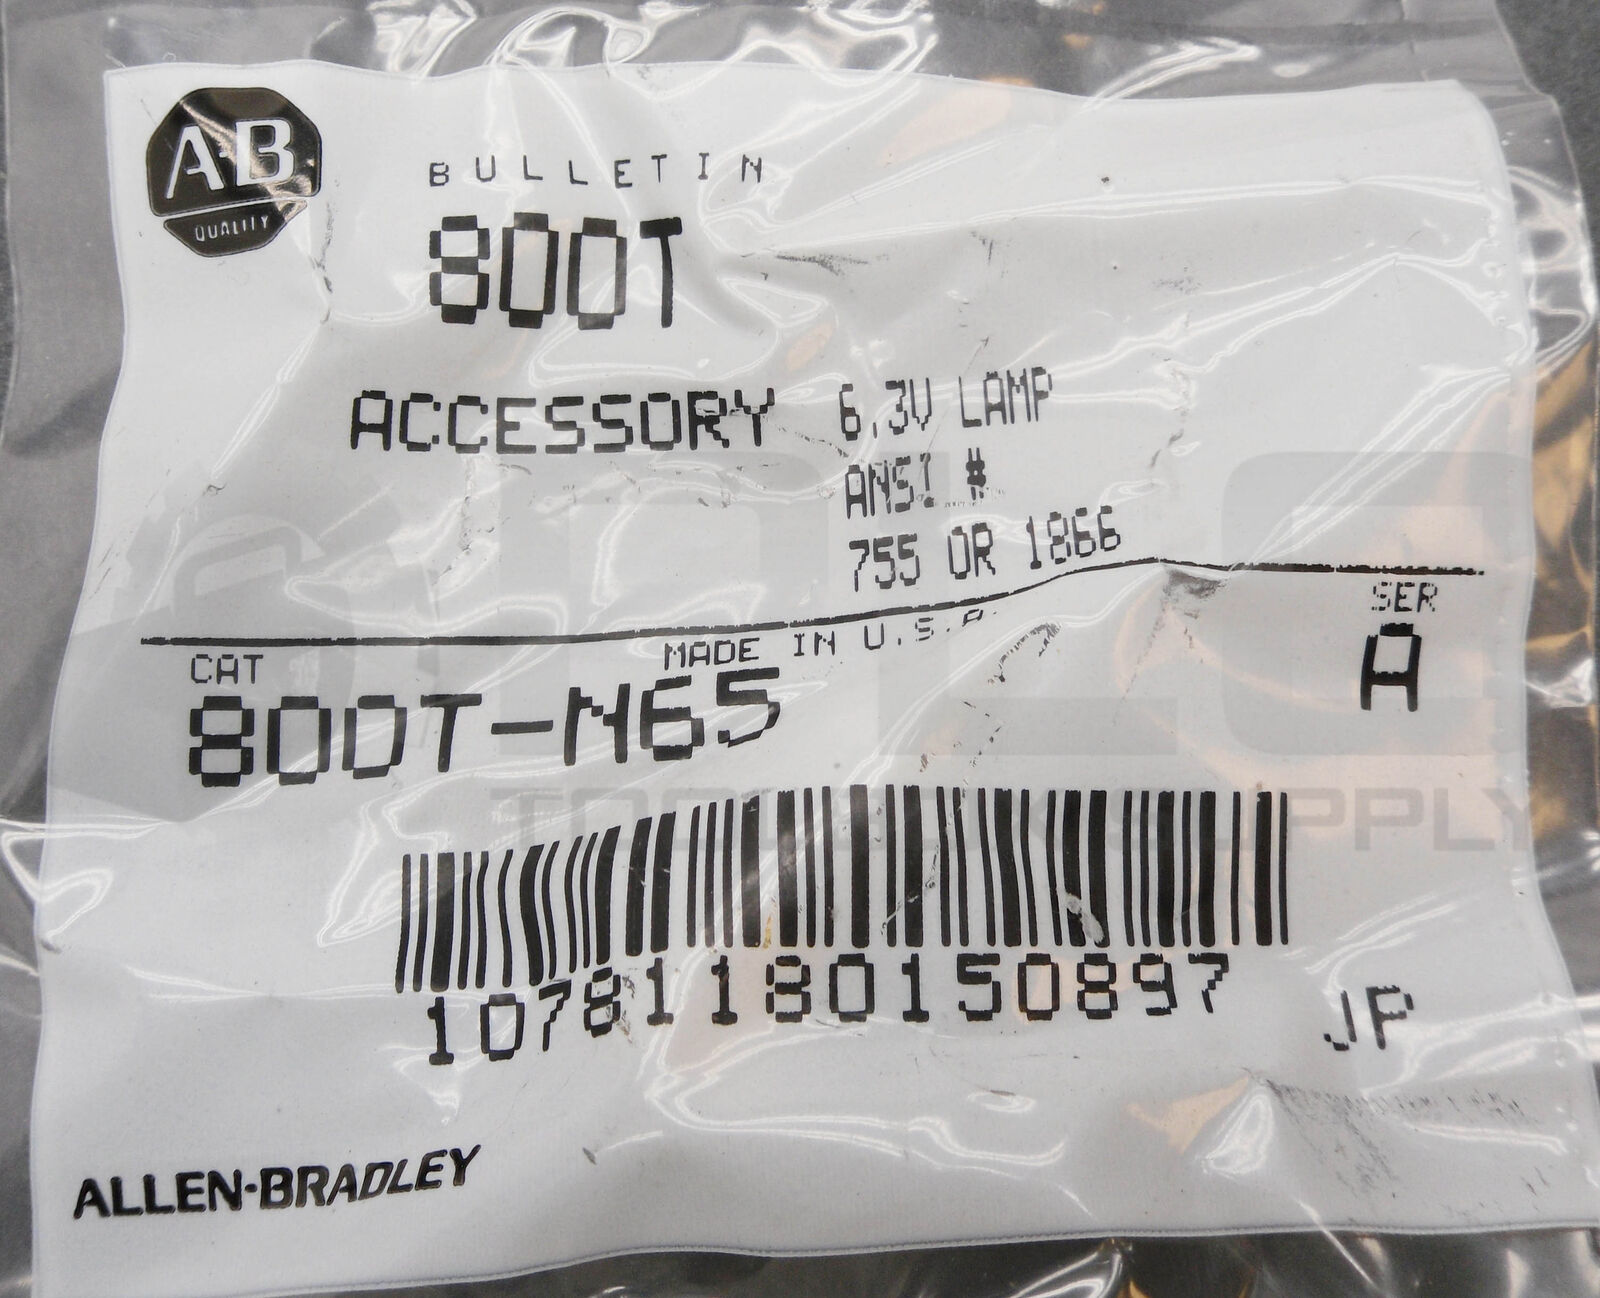 A-B
QUALITY
BULLETIN
800T
ACCESSORY
6.3V LAMP
ANSI #
755 OR 1866
MADE IN U.S.A.
SER
A
CAT
800T-N65
10781180150897
JP
ALLEN-BRADLEY
SUPPLY